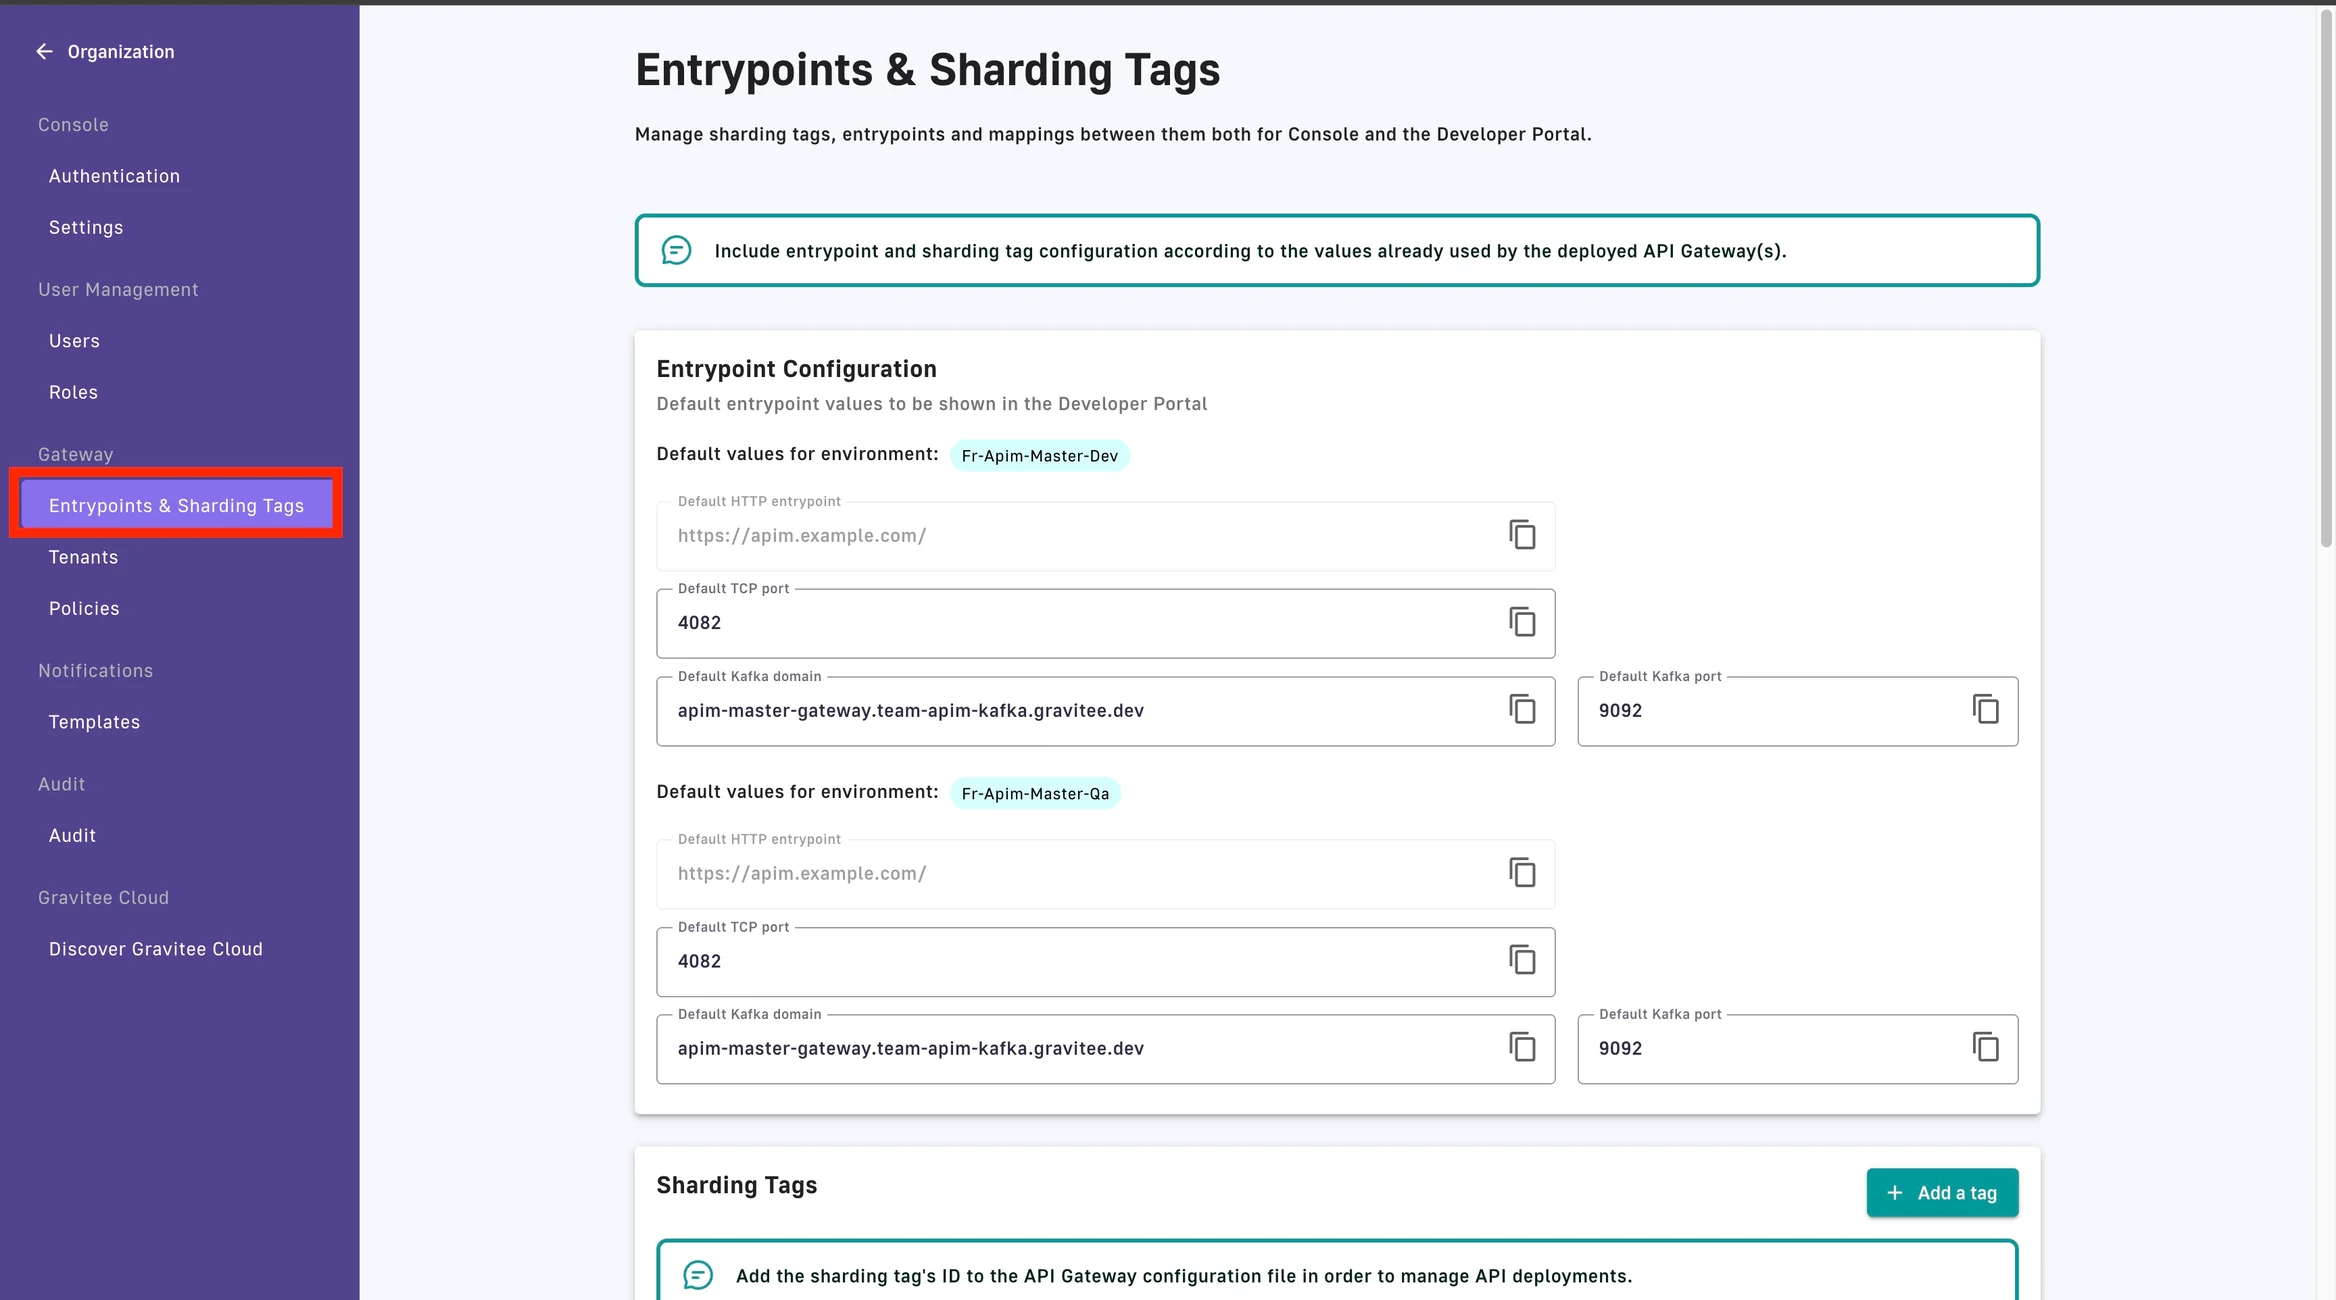 Organization
Console
Authentication
Settings
User Management
Users
Roles
Gateway
Entrypoints & Sharding Tags
Tenants
Policies
Notifications
Templates
Audit
Audit
Gravitee Cloud
Discover Gravitee Cloud
Entrypoints & Sharding Tags
Manage sharding tags, entrypoints and mappings between them both for Console and the Developer Portal.
Include entrypoint and sharding tag configuration according to the values already used by the deployed API Gateway(s).
Entrypoint Configuration
Default entrypoint values to be shown in the Developer Portal
Default values for environment: Fr-Apim-Master-Dev
Default HTTP entrypoint
https://apim.example.com/
Default TCP port
4082
Default Kafka domain
apim-master-gateway.team-apim-kafka.gravitee.dev
Default Kafka port
9092
Default values for environment: Fr-Apim-Master-Qa
Default HTTP entrypoint
https://apim.example.com/
Default TCP port
4082
Default Kafka domain
apim-master-gateway.team-apim-kafka.gravitee.dev
Default Kafka port
9092
Sharding Tags
Add a tag
Add the sharding tag's ID to the API Gateway configuration file in order to manage API deployments.